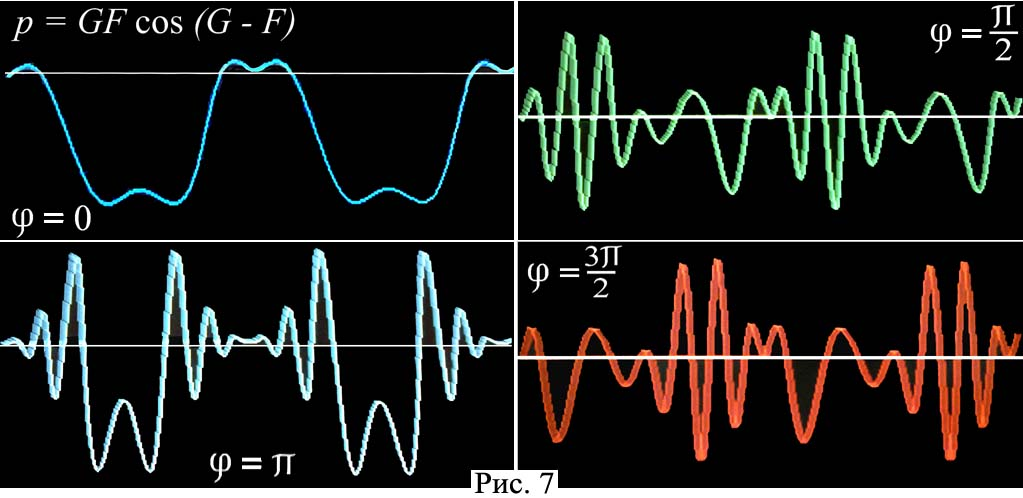 p = GF cos (G - F)
φ = 0
φ = π/2
φ = π
φ = 3π/2
Рис. 7